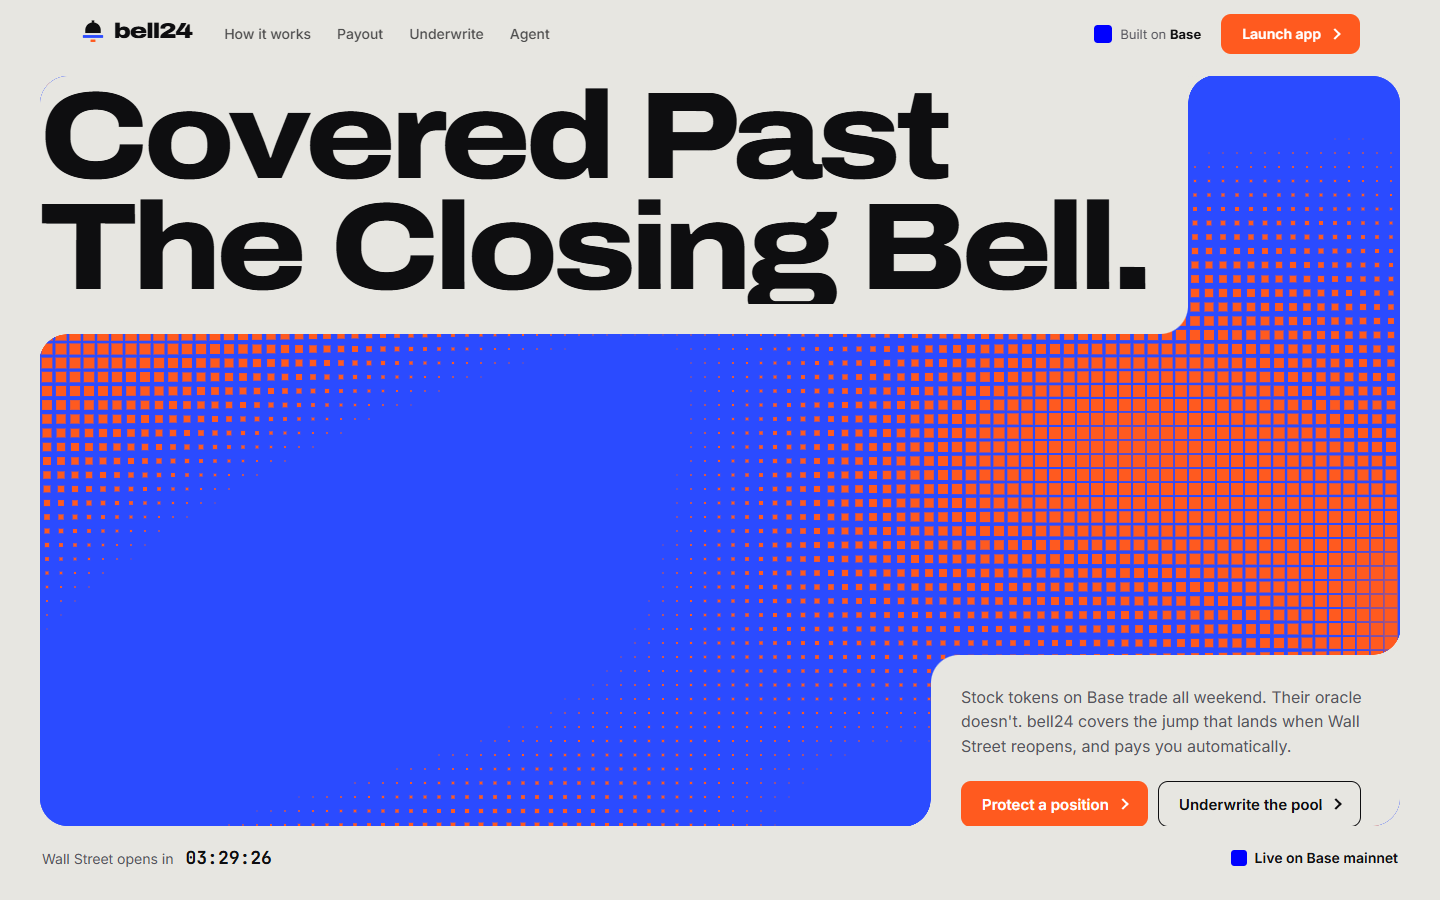 bell24
How it works
Payout
Underwrite
Agent
Built on Base
Launch app
Covered Past
The Closing Bell.
Stock tokens on Base trade all weekend. Their oracle
doesn't. bell24 covers the jump that lands when Wall
Street reopens, and pays you automatically.
Protect a position
Underwrite the pool
Wall Street opens in 03:29:26
Live on Base mainnet